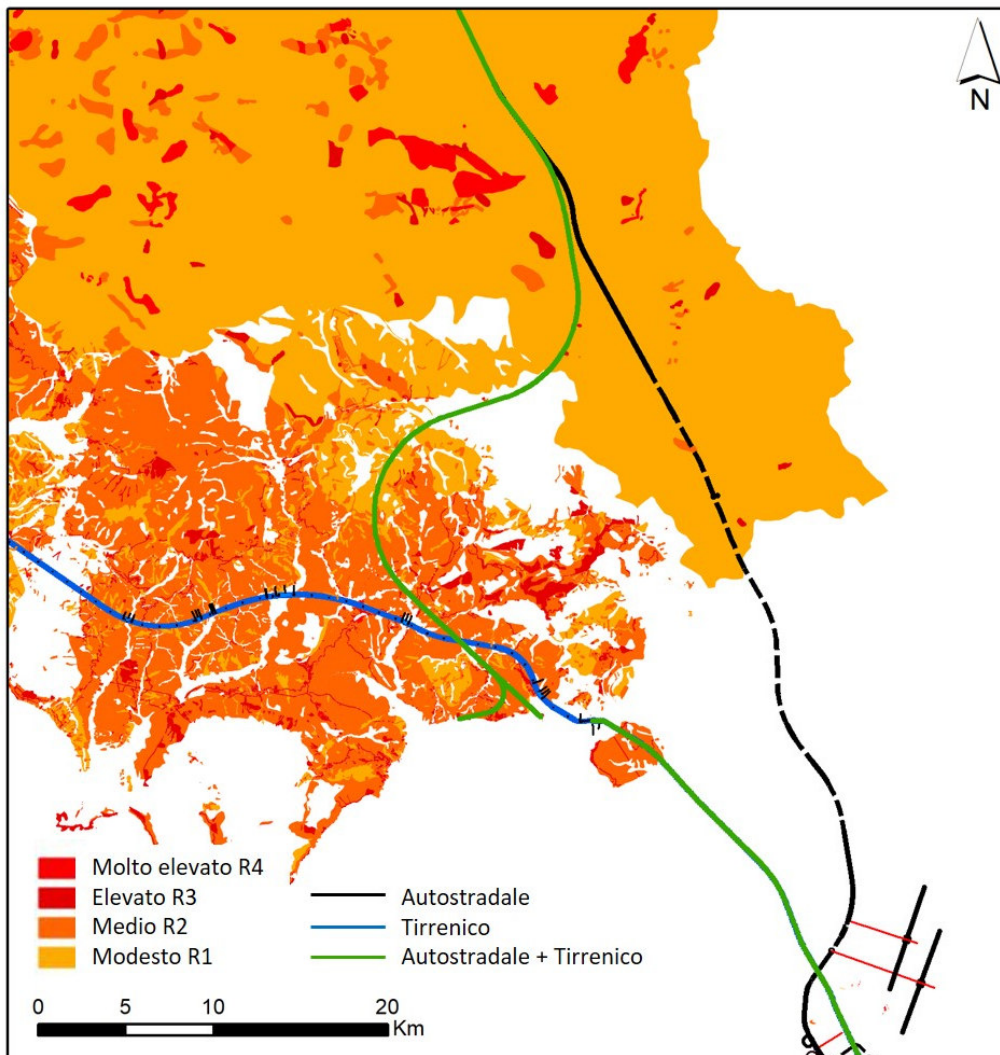 N
Molto elevato R4
Elevato R3
Medio R2
Modesto R1
Autostradale
Tirrenico
Autostradale + Tirrenico
0 5 10 20
Km